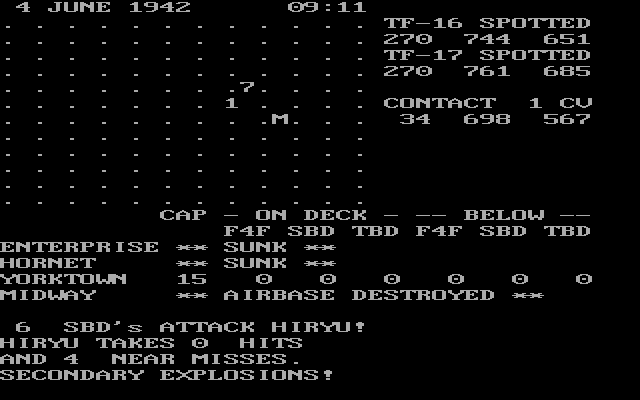 4 JUNE 1942 09:11
TF-16 SPOTTED
270 744 651
TF-17 SPOTTED
270 761 685
7
1 CONTACT 1 CV
M 34 698 567
CAP - ON DECK - -- BELOW --
F4F SBD TBD F4F SBD TBD
ENTERPRISE ** SUNK **
HORNET ** SUNK **
YORKTOWN 15 0 0 0 0 0 0
MIDWAY ** AIRBASE DESTROYED **
6 SBD's ATTACK HIRYU!
HIRYU TAKES 0 HITS
AND 4 NEAR MISSES.
SECONDARY EXPLOSIONS!